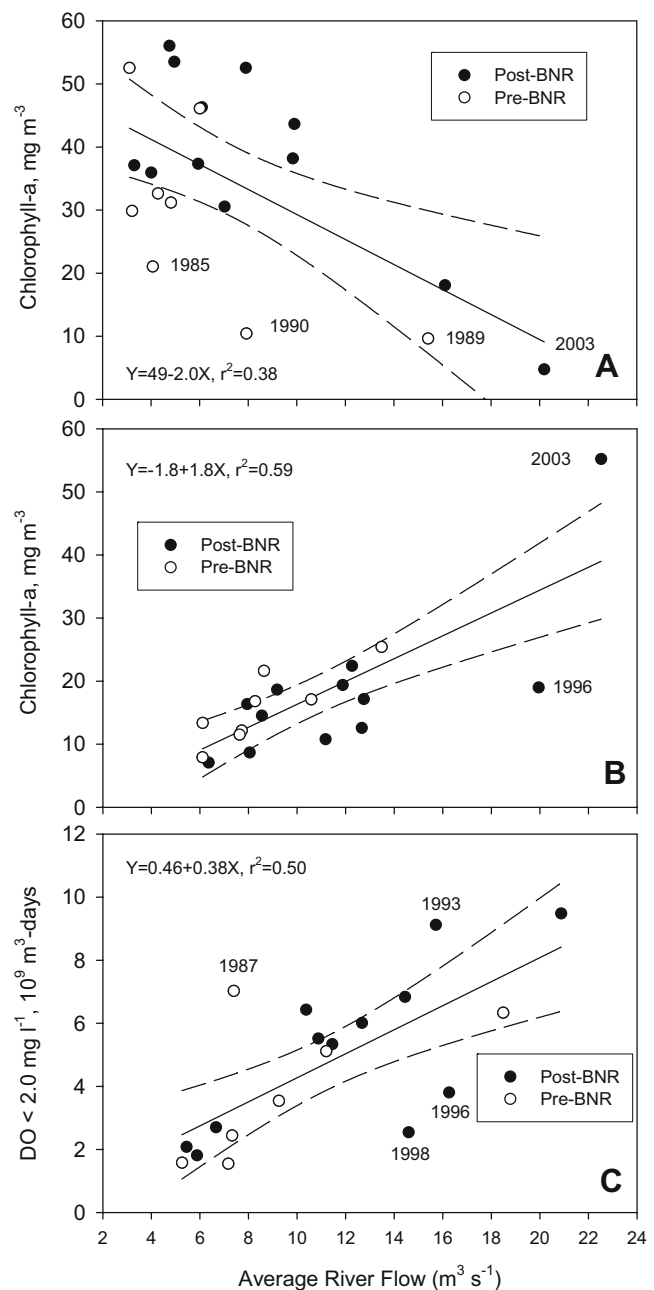 60
50
40
30
20
10
0
Chlorophyll-a, mg m⁻³
Post-BNR
Pre-BNR
1985
1990
1989
2003
Y=49-2.0X, r²=0.38
A
60
50
40
30
20
10
0
Chlorophyll-a, mg m⁻³
Y=-1.8+1.8X, r²=0.59
2003
Post-BNR
Pre-BNR
1996
B
12
10
8
6
4
2
0
DO < 2.0 mg l⁻¹, 10⁹ m³-days
Y=0.46+0.38X, r²=0.50
1993
1987
Post-BNR
Pre-BNR
1996
1998
C
2 4 6 8 10 12 14 16 18 20 22 24
Average River Flow (m³ s⁻¹)